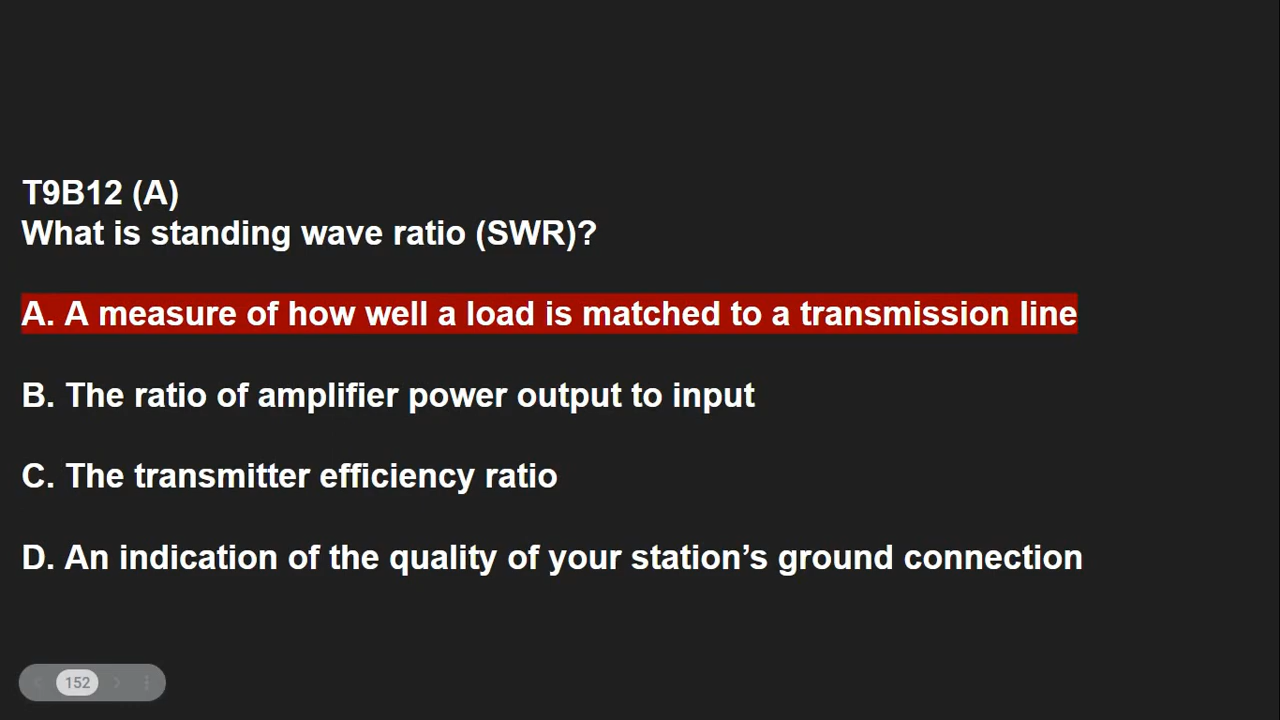 T9B12 (A)
What is standing wave ratio (SWR)?
A. A measure of how well a load is matched to a transmission line
B. The ratio of amplifier power output to input
C. The transmitter efficiency ratio
D. An indication of the quality of your station’s ground connection
152